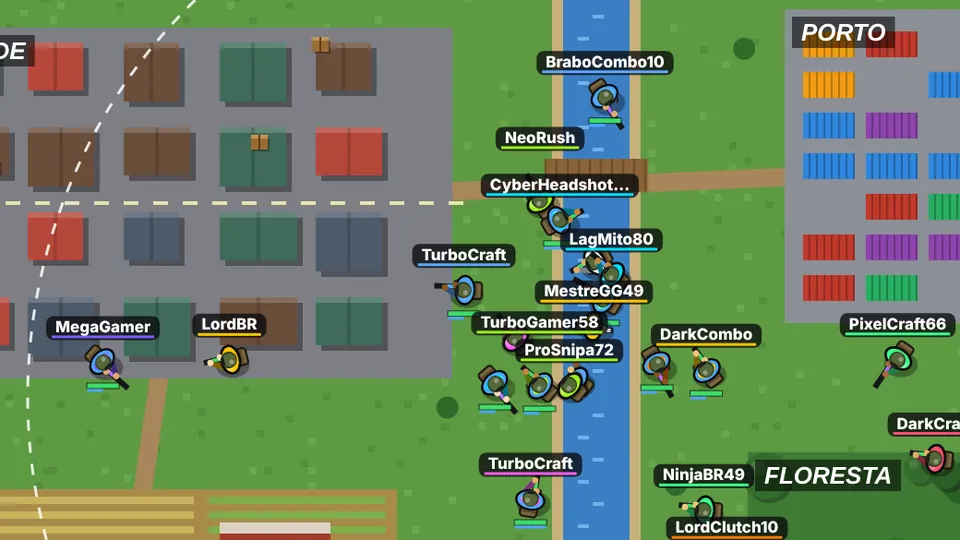 DE
PORTO
BraboCombo10
NeoRush
CyberHeadshot...
LagMito80
TurboCraft
MestreGG49
MegaGamer
LordBR
TurboGamer58
ProSnipa72
DarkCombo
PixelCraft66
DarkCra
TurboCraft
NinjaBR49
FLORESTA
LordClutch10